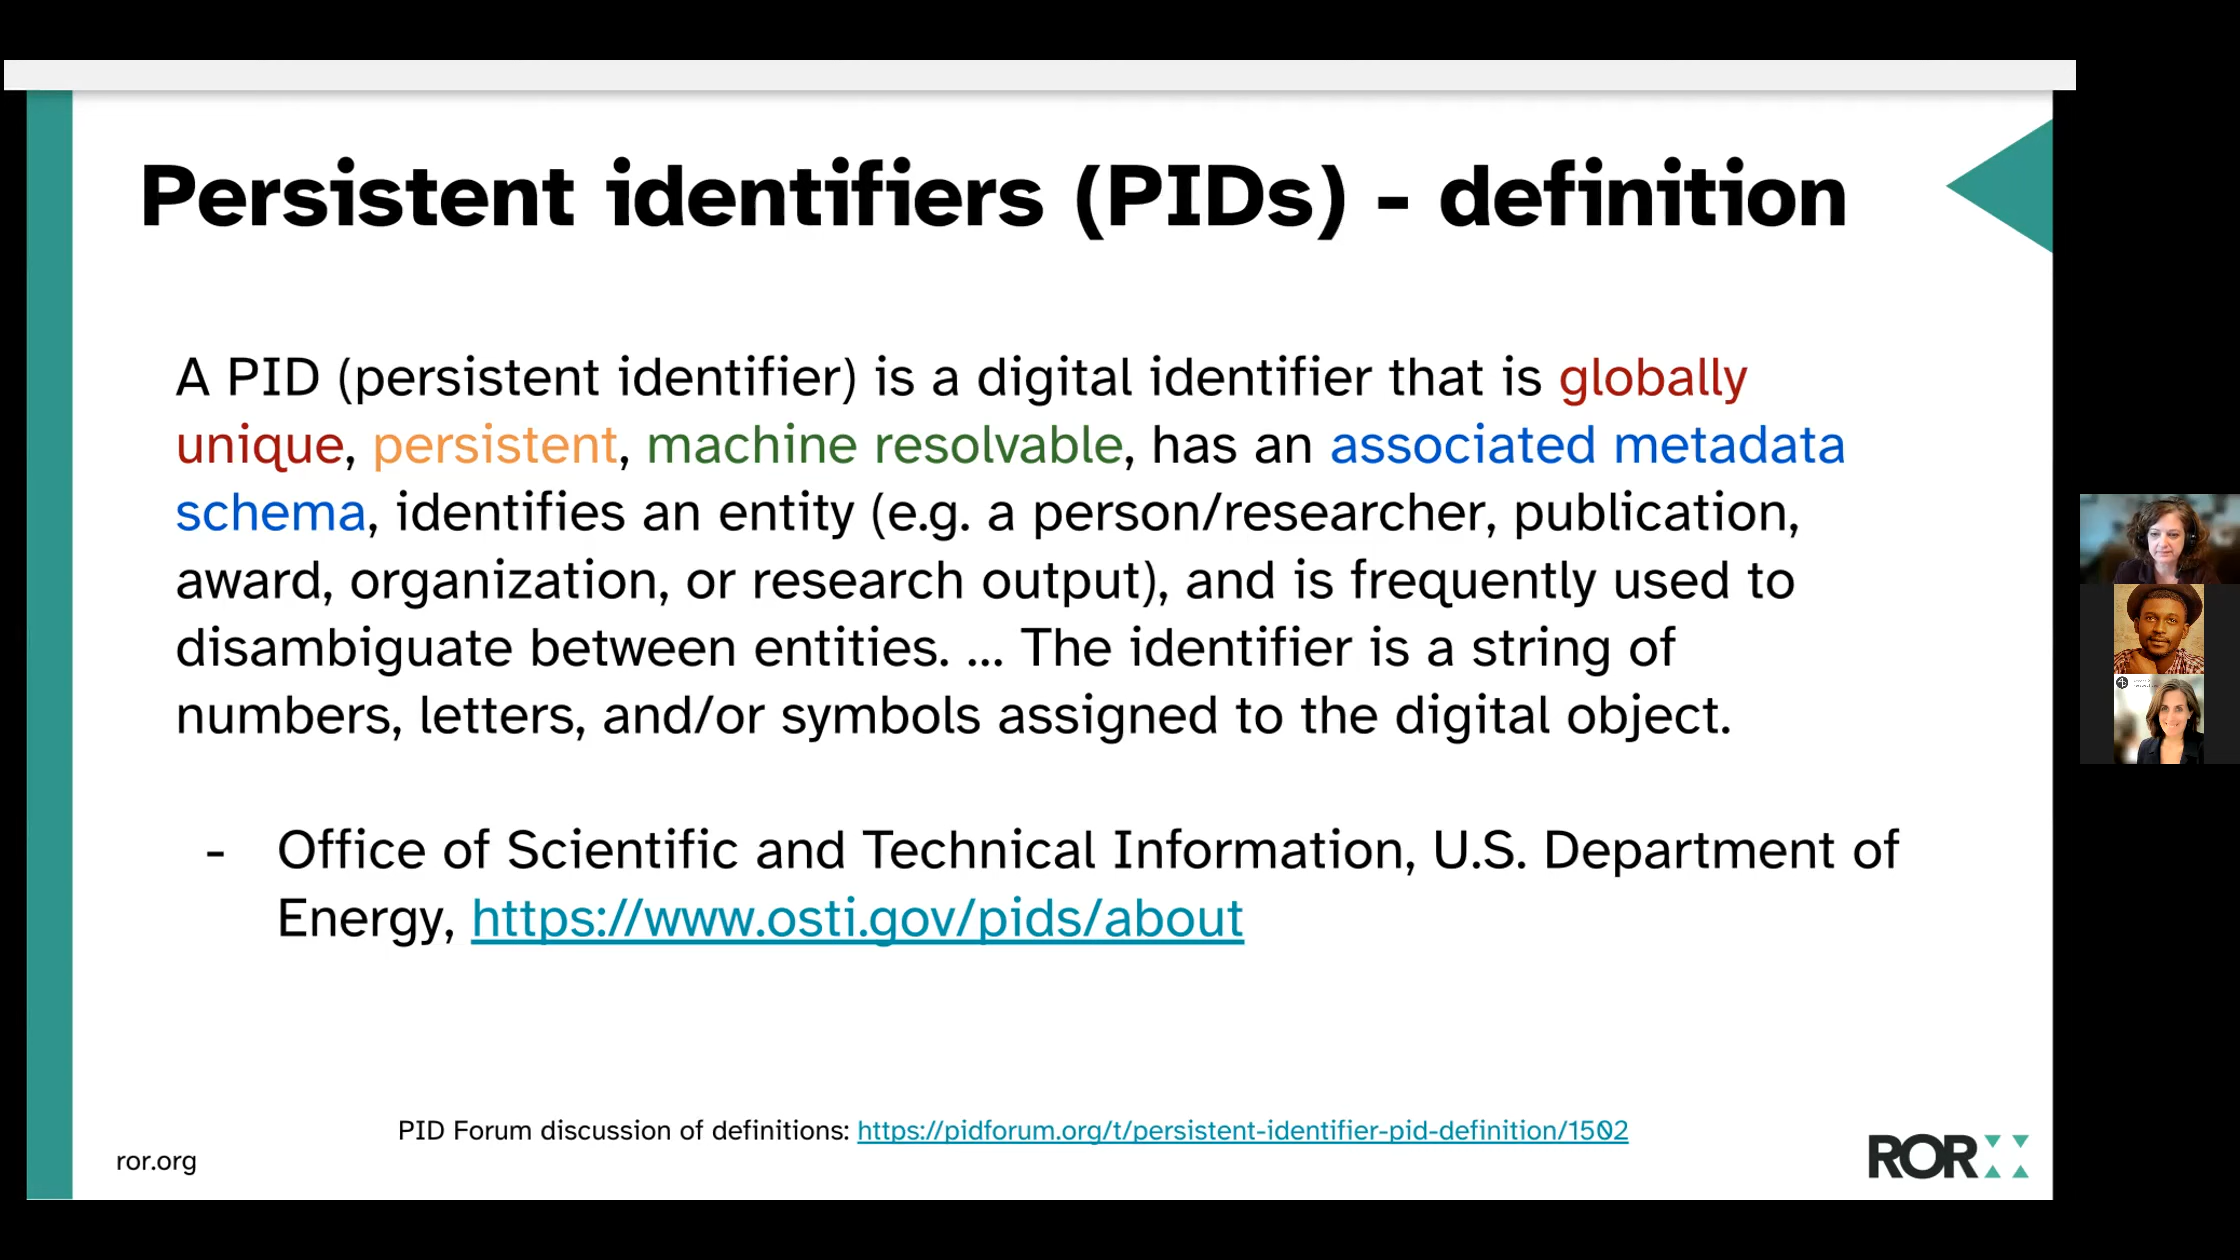 Persistent identifiers (PIDs) - definition
A PID (persistent identifier) is a digital identifier that is globally
unique, persistent, machine resolvable, has an associated metadata
schema, identifies an entity (e.g. a person/researcher, publication,
award, organization, or research output), and is frequently used to
disambiguate between entities. ... The identifier is a string of
numbers, letters, and/or symbols assigned to the digital object.
- Office of Scientific and Technical Information, U.S. Department of
Energy, https://www.osti.gov/pids/about
PID Forum discussion of definitions: https://pidforum.org/t/persistent-identifier-pid-definition/1502
ror.org
ROR